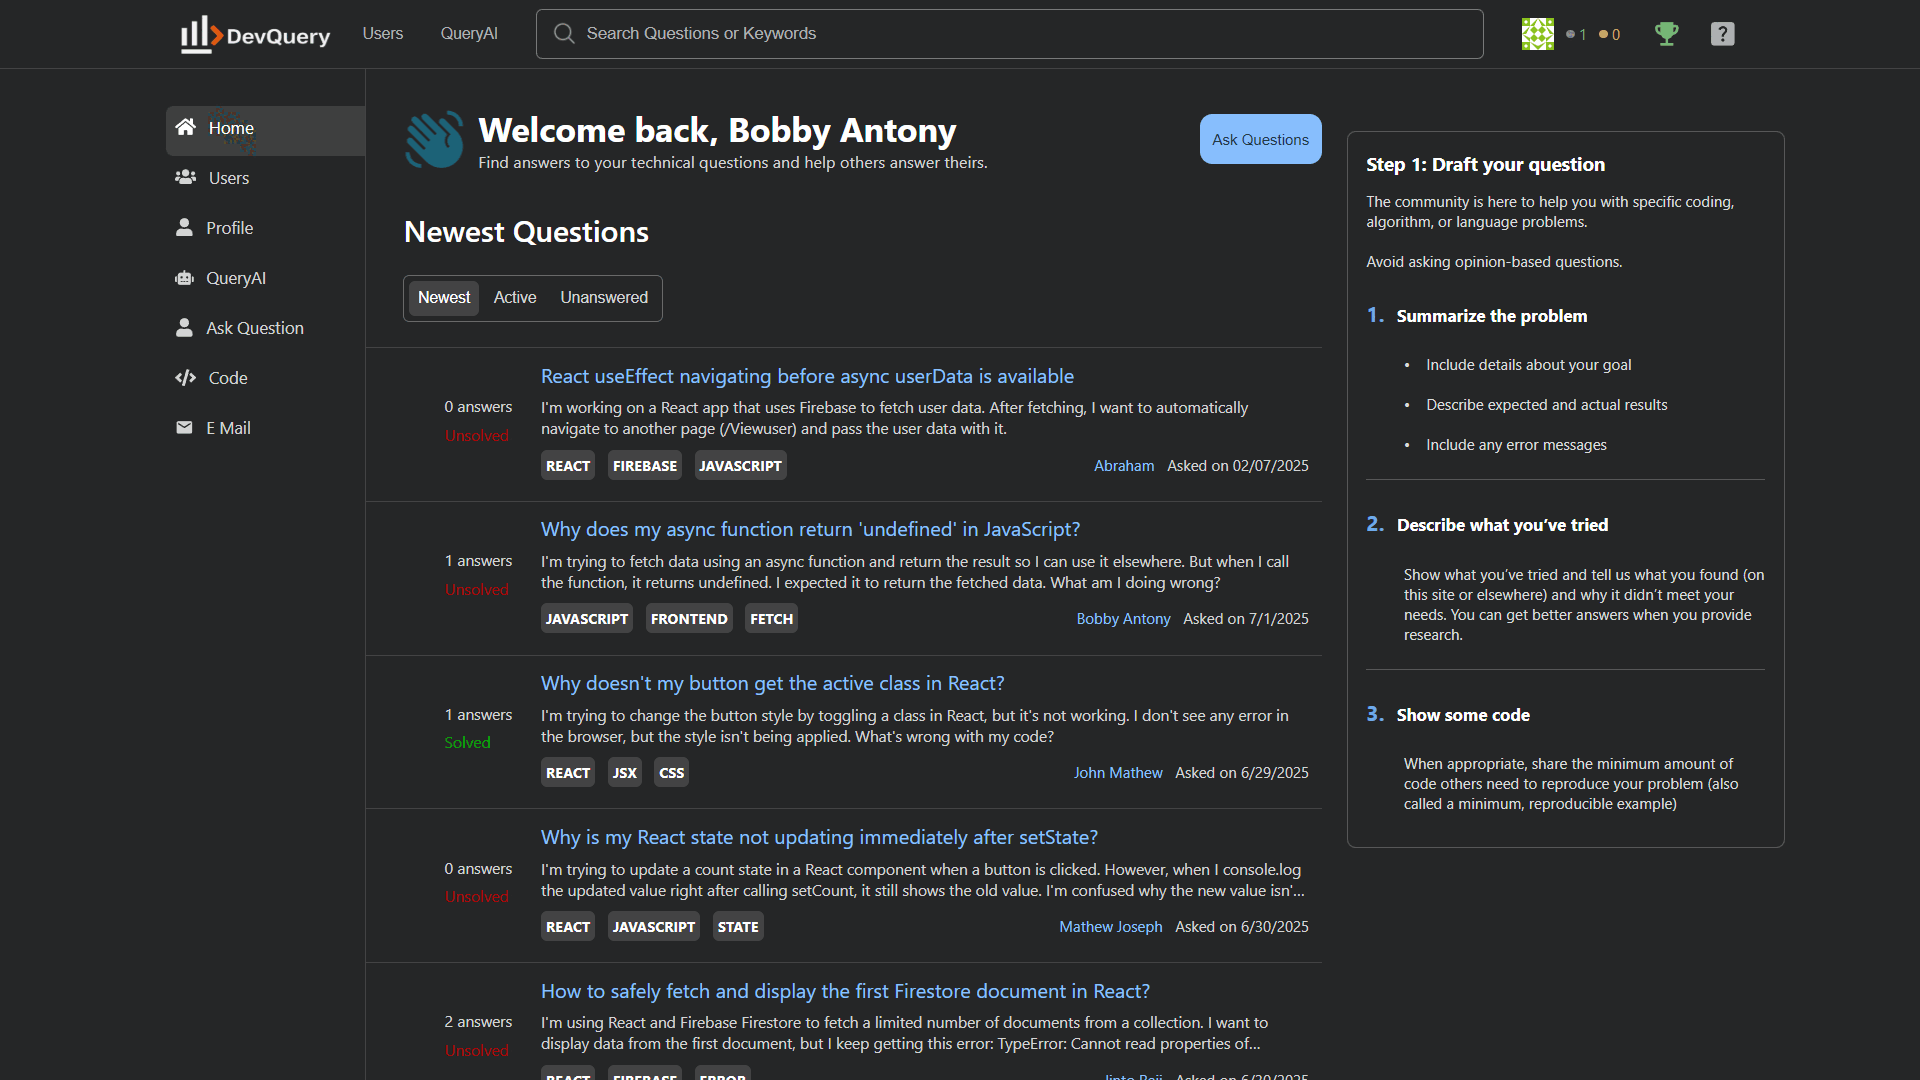 DevQuery
Users
QueryAI
Search Questions or Keywords
1
0
?
Home
Users
Profile
QueryAI
Ask Question
Code
E Mail
Welcome back, Bobby Antony
Find answers to your technical questions and help others answer theirs.
Ask Questions
Newest Questions
Newest
Active
Unanswered
React useEffect navigating before async userData is available
0 answers
Unsolved
I'm working on a React app that uses Firebase to fetch user data. After fetching, I want to automatically
navigate to another page (/Viewuser) and pass the user data with it.
REACT FIREBASE JAVASCRIPT
Abraham Asked on 02/07/2025
Why does my async function return 'undefined' in JavaScript?
1 answers
Unsolved
I'm trying to fetch data using an async function and return the result so I can use it elsewhere. But when I call
the function, it returns undefined. I expected it to return the fetched data. What am I doing wrong?
JAVASCRIPT FRONTEND FETCH
Bobby Antony Asked on 7/1/2025
Why doesn't my button get the active class in React?
1 answers
Solved
I'm trying to change the button style by toggling a class in React, but it's not working. I don't see any error in
the browser, but the style isn't being applied. What's wrong with my code?
REACT JSX CSS
John Mathew Asked on 6/29/2025
Why is my React state not updating immediately after setState?
0 answers
Unsolved
I'm trying to update a count state in a React component when a button is clicked. However, when I console.log
the updated value right after calling setCount, it still shows the old value. I'm confused why the new value isn'...
REACT JAVASCRIPT STATE
Mathew Joseph Asked on 6/30/2025
How to safely fetch and display the first Firestore document in React?
2 answers
Unsolved
I'm using React and Firebase Firestore to fetch a limited number of documents from a collection. I want to
display data from the first document, but I keep getting this error: TypeError: Cannot read properties of...
REACT FIREBASE ERROR
Asked on 6/30/2025
Step 1: Draft your question
The community is here to help you with specific coding,
algorithm, or language problems.
Avoid asking opinion-based questions.
1. Summarize the problem
• Include details about your goal
• Describe expected and actual results
• Include any error messages
2. Describe what you’ve tried
Show what you’ve tried and tell us what you found (on
this site or elsewhere) and why it didn’t meet your
needs. You can get better answers when you provide
research.
3. Show some code
When appropriate, share the minimum amount of
code others need to reproduce your problem (also
called a minimum, reproducible example)